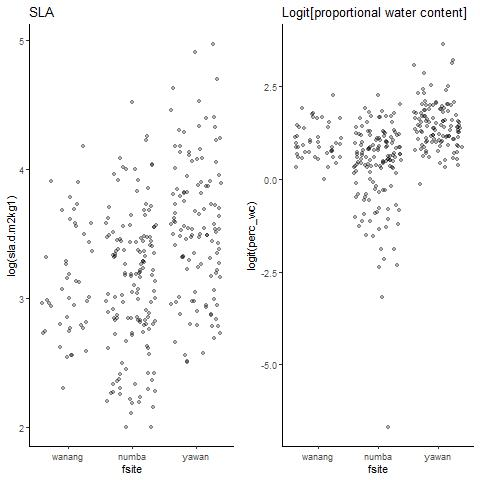 SLA
log(sla.d.m2kg1)
5
4
3
2
wanang numba yawan
fsite
Logit[proportional water content]
logit(perc_wc)
2.5
0.0
-2.5
-5.0
wanang numba yawan
fsite